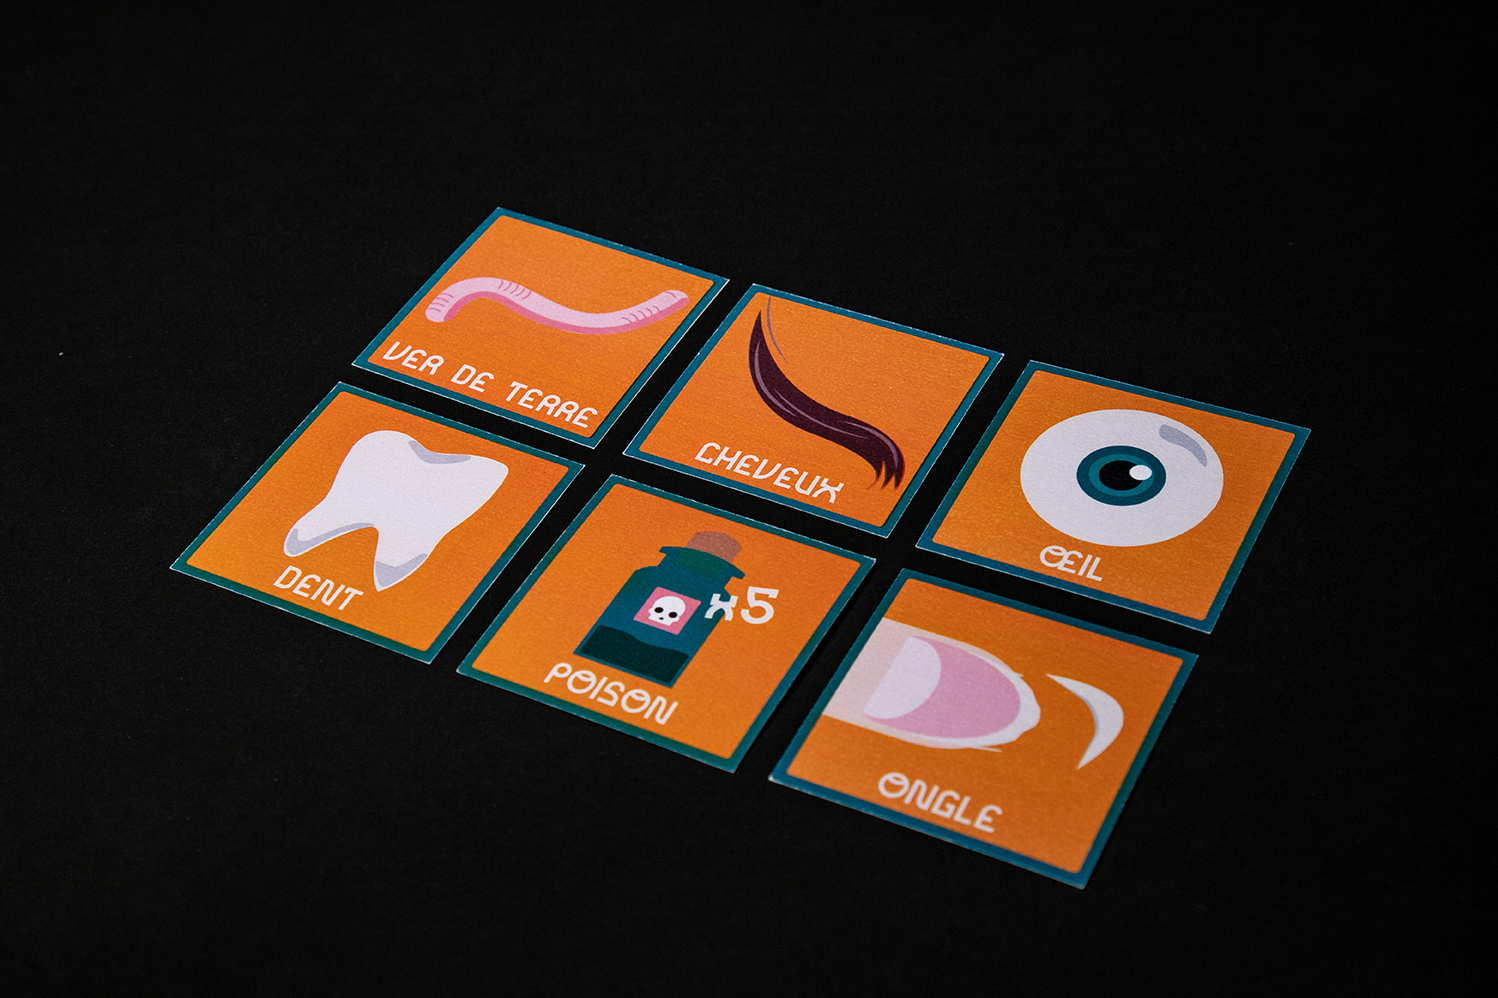 VER DE TERRE
CHEVEUX
ŒIL
DENT
x5
POISON
ONGLE